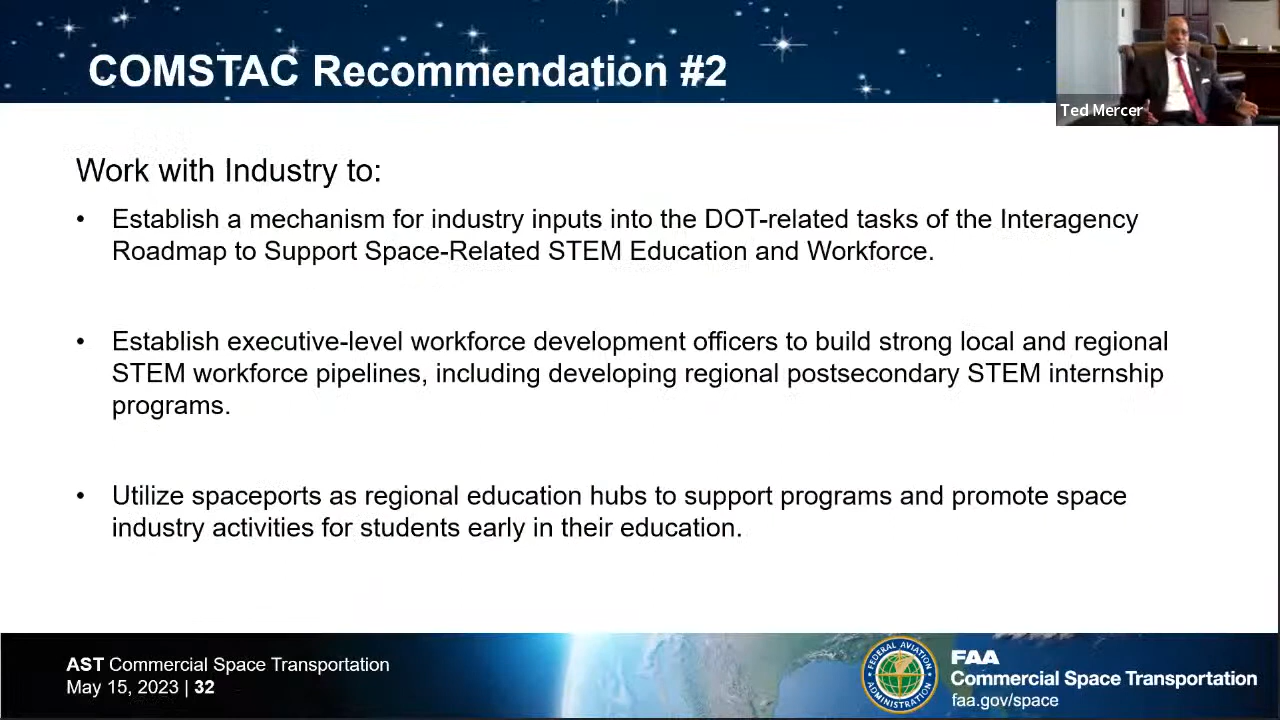 COMSTAC Recommendation #2
Ted Mercer
Work with Industry to:
• Establish a mechanism for industry inputs into the DOT-related tasks of the Interagency
Roadmap to Support Space-Related STEM Education and Workforce.
• Establish executive-level workforce development officers to build strong local and regional
STEM workforce pipelines, including developing regional postsecondary STEM internship
programs.
• Utilize spaceports as regional education hubs to support programs and promote space
industry activities for students early in their education.
AST Commercial Space Transportation
May 15, 2023 | 32
FEDERAL AVIATION
ADMINISTRATION
FAA
Commercial Space Transportation
faa.gov/space